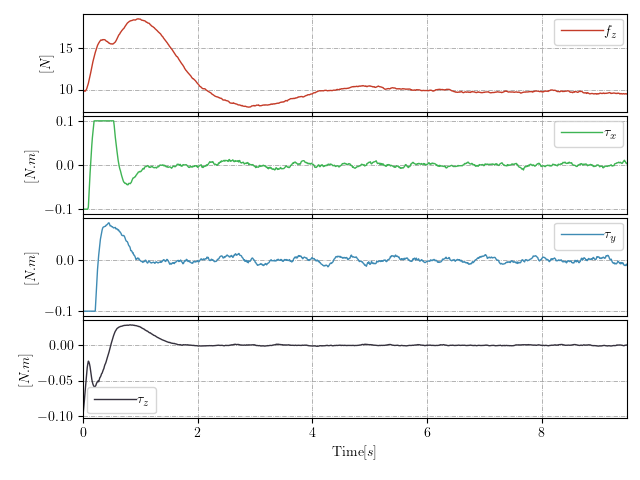 15
10
[N]
f_z
0.1
0.0
−0.1
[N.m]
τ_x
0.0
−0.1
[N.m]
τ_y
0.00
−0.05
−0.10
[N.m]
τ_z
0 2 4 6 8
Time[s]